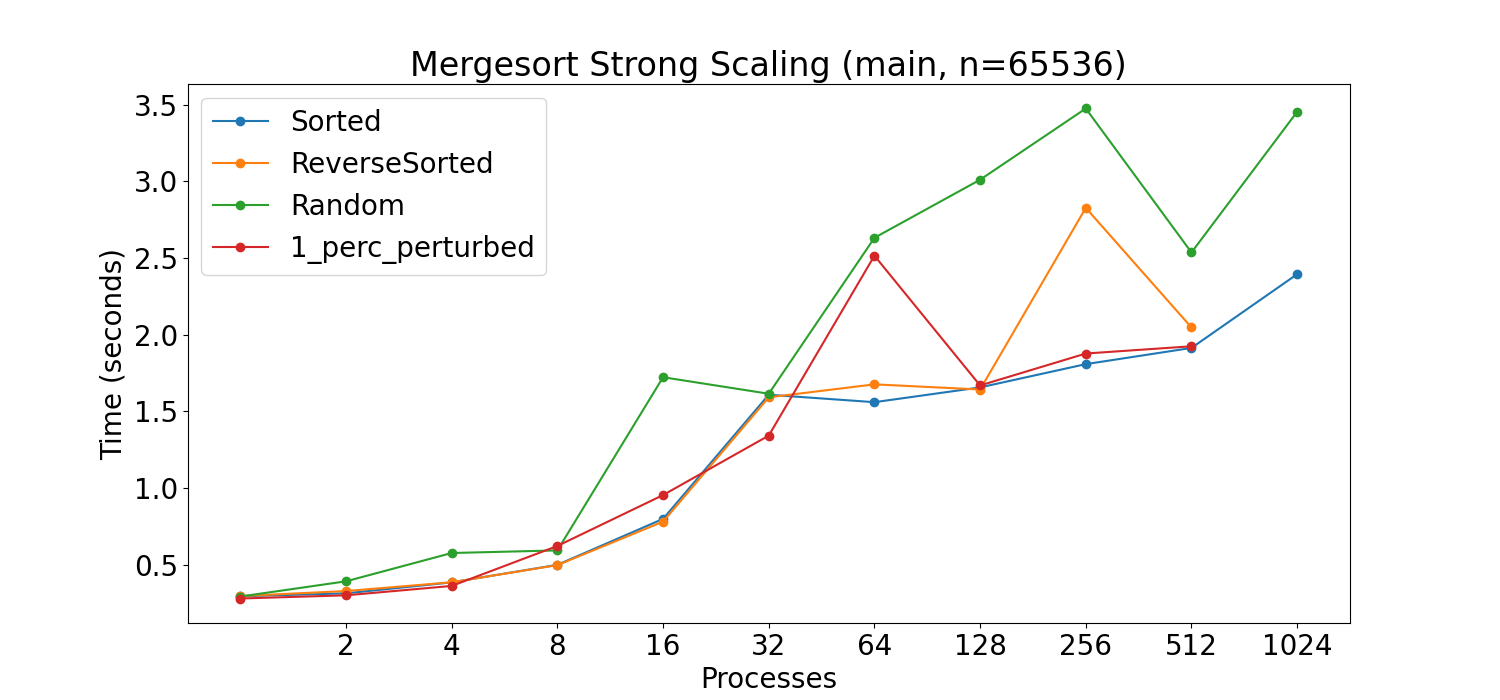 Mergesort Strong Scaling (main, n=65536)
Sorted
ReverseSorted
Random
1_perc_perturbed
3.5
3.0
2.5
2.0
1.5
1.0
0.5
Time (seconds)
2 4 8 16 32 64 128 256 512 1024
Processes